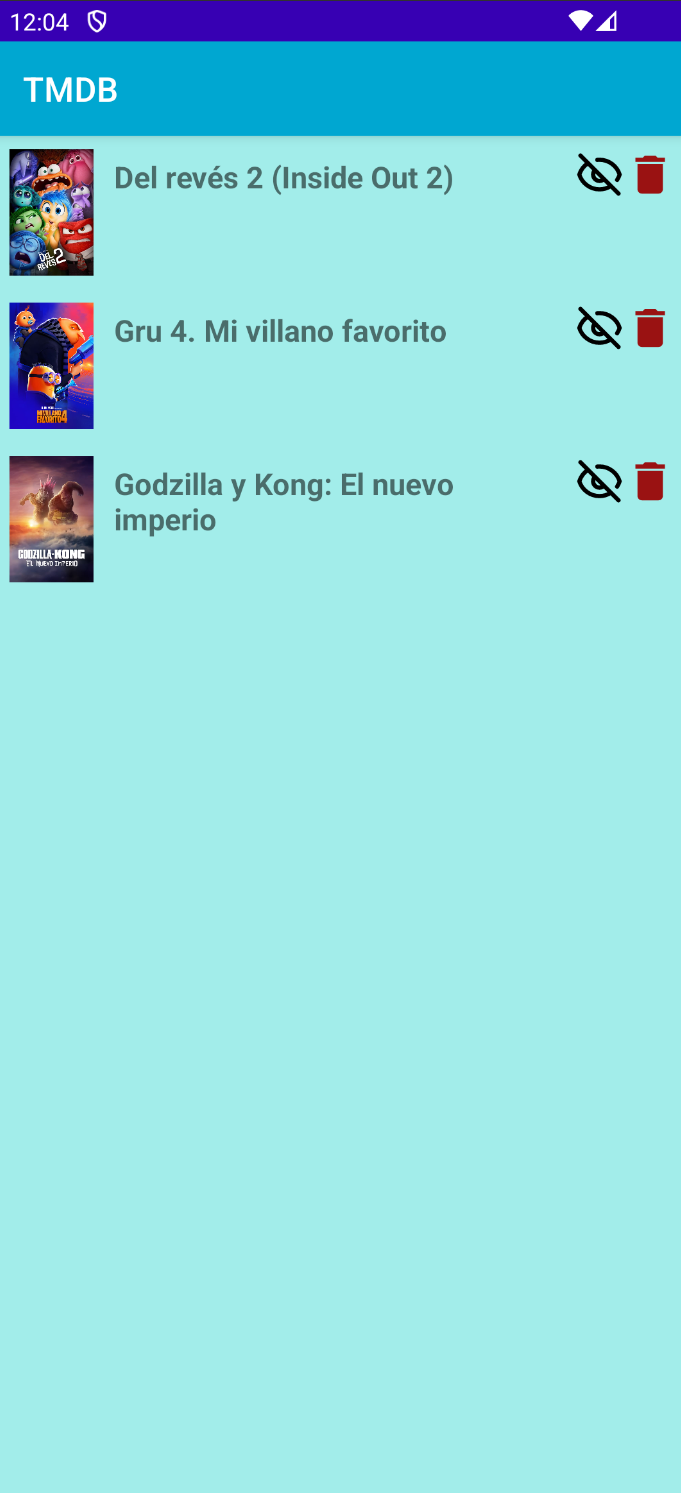 12:04
TMDB
Del revés 2 (Inside Out 2)
DEL
REVÉS 2
Gru 4. Mi villano favorito
MI VILLANO
FAVORITO 4
Godzilla y Kong: El nuevo
imperio
GODZILLA KONG
EL NUEVO IMPERIO